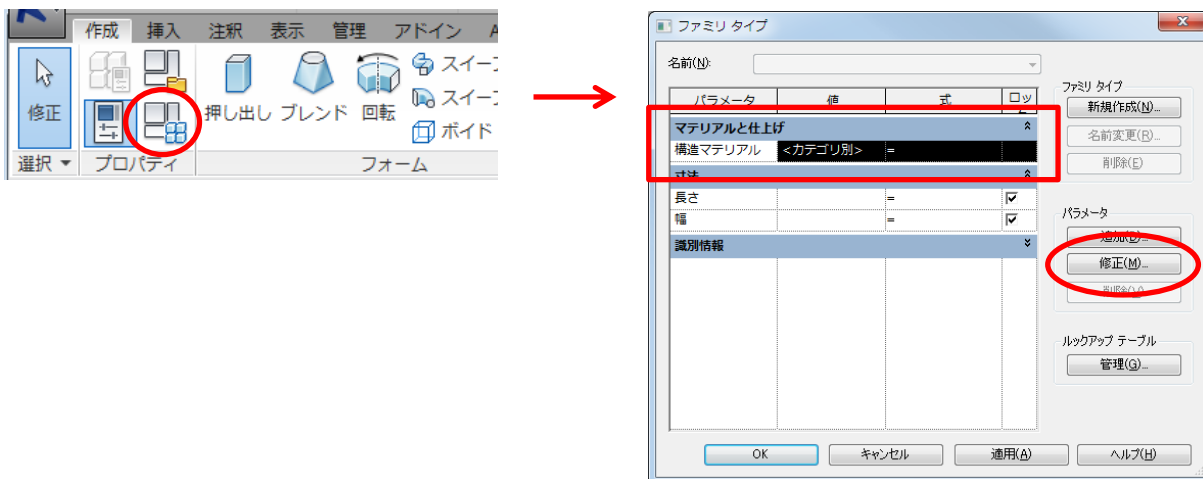 作成 挿入 注釈 表示 管理 アドイン A
修正 押し出し ブレンド 回転 スイープ
スイー
ボイド
選択 プロパティ フォーム
ファミリ タイプ
名前(N):
パラメータ 値 式 ロッ
マテリアルと仕上げ
構造マテリアル <カテゴリ別> =
寸法
長さ =
幅 =
識別情報
ファミリ タイプ
新規作成(N)...
名前変更(R)...
削除(E)
パラメータ
追加(D)...
修正(M)...
削除(V)
ルックアップ テーブル
管理(G)...
OK キャンセル 適用(A) ヘルプ(H)